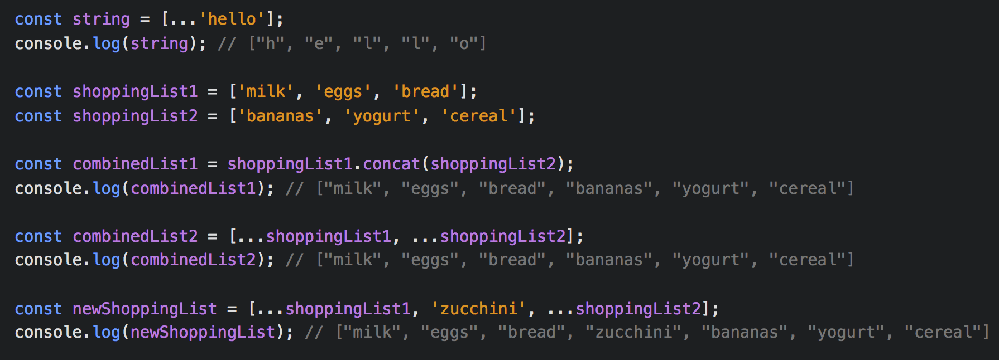 const string = [...'hello'];
console.log(string); // ["h", "e", "l", "l", "o"]
const shoppingList1 = ['milk', 'eggs', 'bread'];
const shoppingList2 = ['bananas', 'yogurt', 'cereal'];
const combinedList1 = shoppingList1.concat(shoppingList2);
console.log(combinedList1); // ["milk", "eggs", "bread", "bananas", "yogurt", "cereal"]
const combinedList2 = [...shoppingList1, ...shoppingList2];
console.log(combinedList2); // ["milk", "eggs", "bread", "bananas", "yogurt", "cereal"]
const newShoppingList = [...shoppingList1, 'zucchini', ...shoppingList2];
console.log(newShoppingList); // ["milk", "eggs", "bread", "zucchini", "bananas", "yogurt", "cereal"]